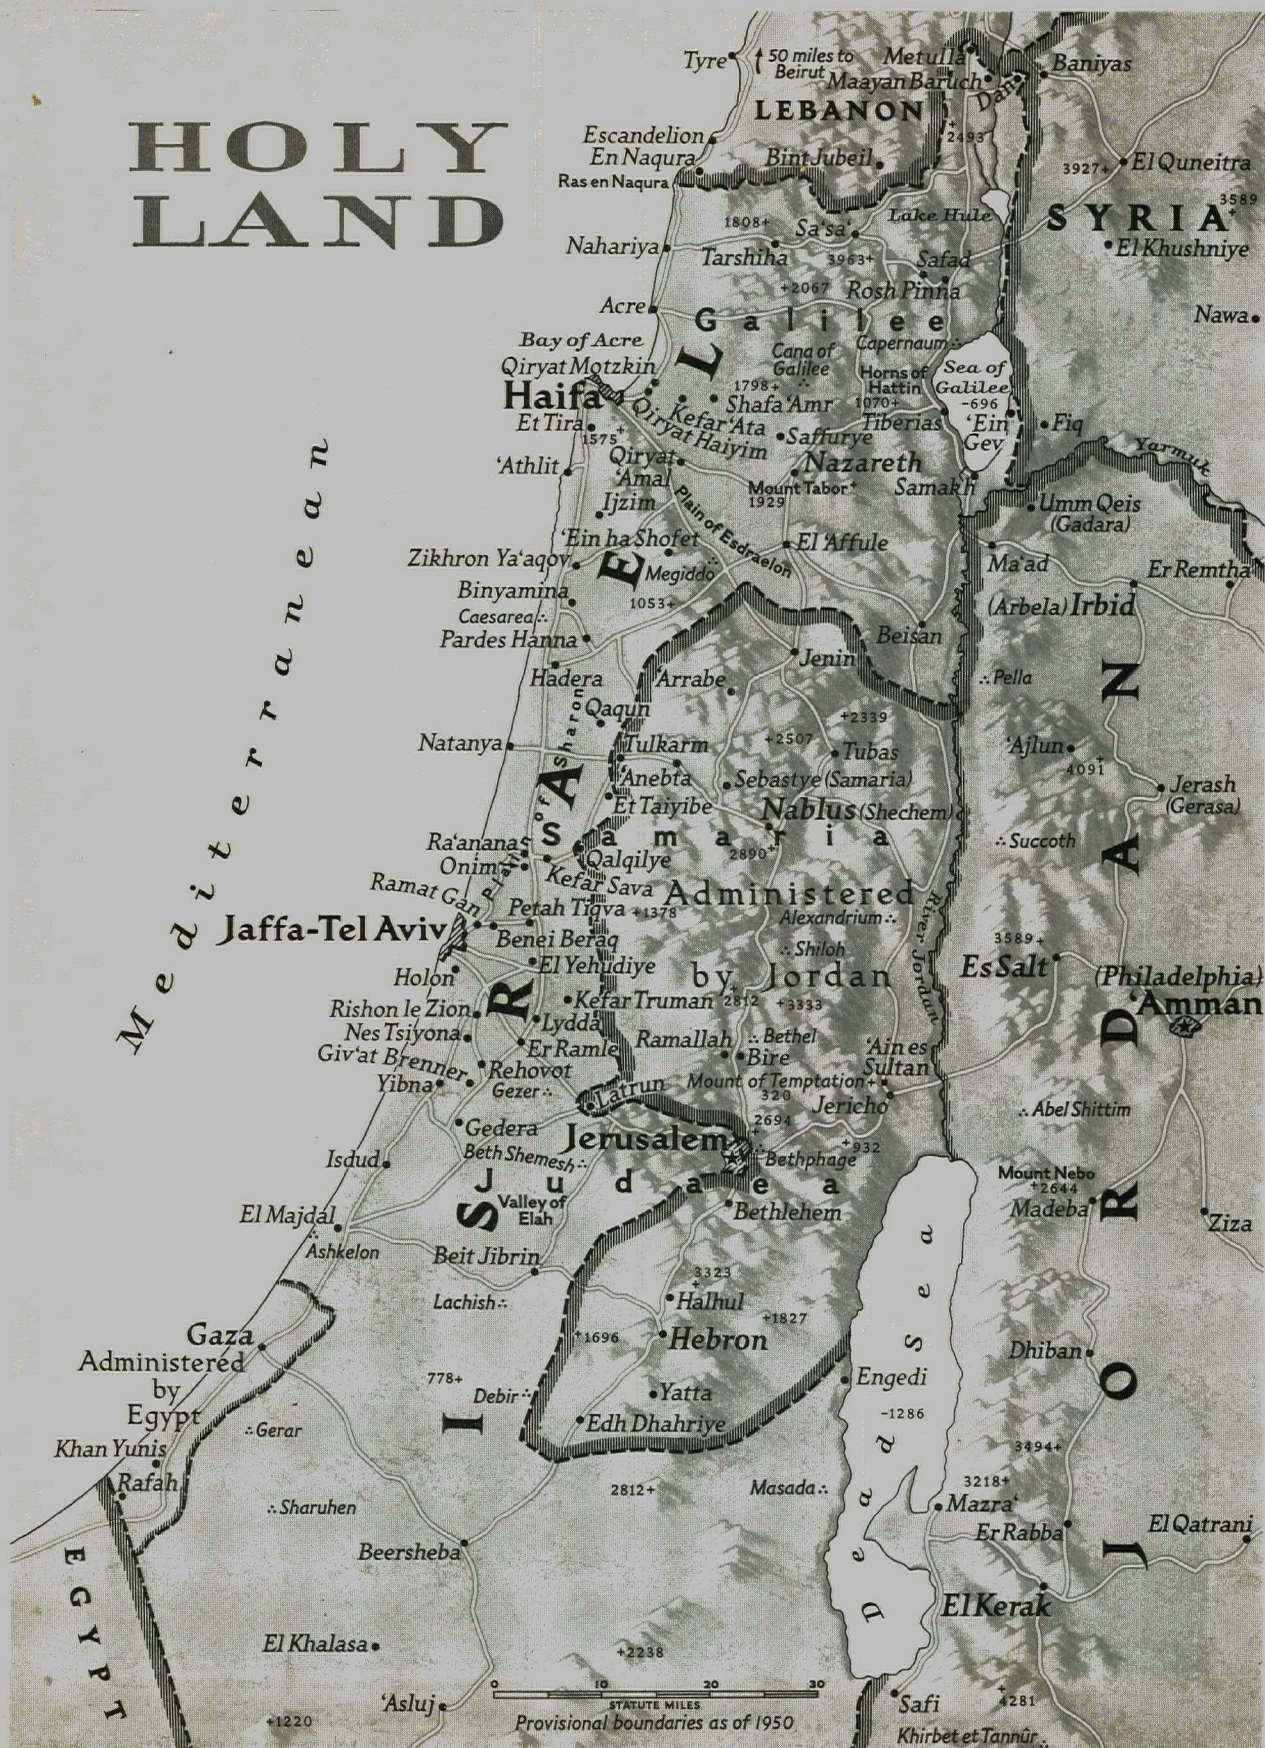 HOLY
LAND
Tyre
50 miles to
Beirut
Metulla
Maayan Baruch
Dan
Baniyas
LEBANON
Escandelion
2493
En Naqura
Bint Jubeil
3927+
El Quneitra
Ras en Naqura
3589
+
SYRIA
1808+
Sa'sa'
Lake Hule
Nahariya
Tarshiha
3963+
Safad
El Khushniye
+2067
Rosh Pinna
Acre
Galilee
Nawa
Bay of Acre
Cana of
Galilee
Capernaum
Qiryat Motzkin
Sea of
Galilee
-696
Horns of
Hattin
1070+
Haifa
1798+
Shafa 'Amr
Kefar 'Ata
Qiryat Haiyim
Tiberias
'Ein
Gev
Fiq
Et Tira
1575+
Saffurye
Yarmuk
'Athlit
Qiryat
'Amal
Nazareth
Mount Tabor+
1929
Samakh
Ijzim
Plain of Esdraelon
Umm Qeis
(Gadara)
'Ein ha Shofet
El 'Affule
Zikhron Ya'aqov
Megiddo
Ma'ad
Er Remtha
Binyamina
1053+
(Arbela) Irbid
Caesarea
Pardes Hanna
Beisan
Jenin
Hadera
'Arrabe
Pella
Qaqun
+2339
Natanya
Tulkarm
+2507
Tubas
'Ajlun
4091+
'Anebta
Sebastye (Samaria)
Jerash
(Gerasa)
Et Taiyibe
Nablus (Shechem)
Plain of Sharon
Samaria
Ra'anana
Qalqilye
2890+
Succoth
Onim
Kefar Sava
Ramat Gan
Administered
by Jordan
River Jordan
Petah Tiqva
+1378
Alexandrium
Jaffa-Tel Aviv
Benei Beraq
Shiloh
3589+
El Yehudiye
Es Salt
(Philadelphia)
'Amman
Holon
Kefar Truman
2812
+3333
Rishon le Zion
Lydda
Nes Tsiyona
Er Ramle
Ramallah
Bethel
Bire
'Ain es
Sultan
Giv'at Brenner
Rehovot
Yibna
Gezer
Latrun
Mount of Temptation+
320
Jericho
Abel Shittim
Gedera
2694
+
Jerusalem
+932
Bethphage
Isdud
Beth Shemesh
Judaea
Mount Nebo
+2644
Madeba
Valley of
Elah
Bethlehem
El Majdal
Ziza
Ashkelon
Beit Jibrin
3323
+
Lachish
Halhul
+1827
Gaza
+1696
Hebron
Dhiban
Administered
by
Egypt
778+
Debir
Yatta
Engedi
Gerar
Edh Dhahriye
-1286
Khan Yunis
3494+
Rafah
2812+
Masada
3218+
Sharuhen
Mazra'
Er Rabba
El Qatrani
Beersheba
El Kerak
El Khalasa
+2238
'Asluj
Safi
+
4281
+1220
Khirbet et Tannûr
Mediterranean
Dead Sea
ISRAEL
JORDAN
EGYPT
0 10 20 30
STATUTE MILES
Provisional boundaries as of 1950